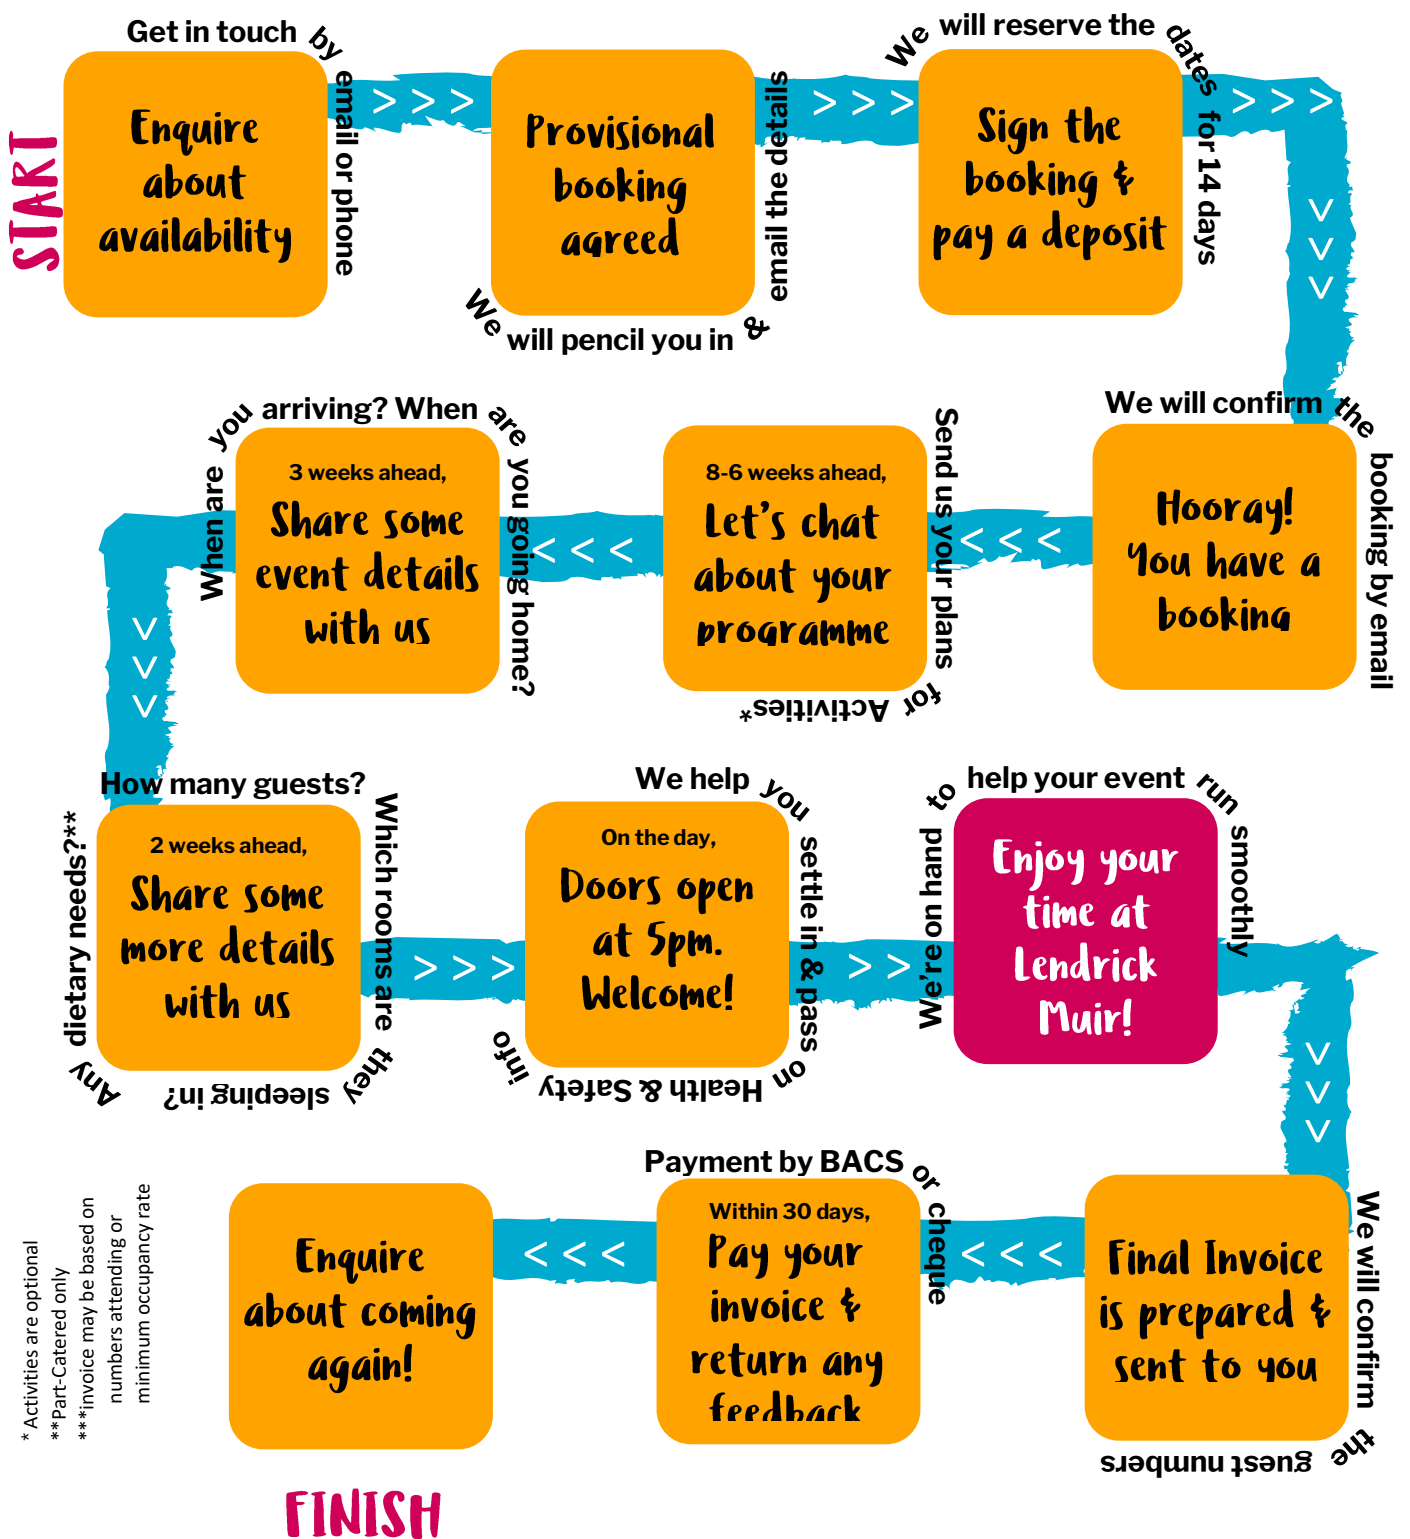 START
Get in touch by email or phone
Enquire
about
availability
We will pencil you in & email the details
Provisional
booking
agreed
We will reserve the dates for 14 days
Sign the
booking &
pay a deposit
We will confirm the booking by email
Hooray!
You have a
booking
Send us your plans for Activities*
8-6 weeks ahead,
Let's chat
about your
programme
When are you arriving? When are you going home?
3 weeks ahead,
Share some
event details
with us
Any dietary needs?**
How many guests?
Which rooms are they sleeping in?
2 weeks ahead,
Share some
more details
with us
We help you settle in & pass on Health & Safety info
On the day,
Doors open
at 5pm.
Welcome!
We're on hand to help your event run smoothly
Enjoy your
time at
Lendrick
Muir!
We will confirm the guest numbers
Final Invoice
is prepared &
sent to you
Payment by BACS or cheque
Within 30 days,
Pay your
invoice &
return any
feedback
Enquire
about coming
again!
FINISH
* Activities are optional
**Part-Catered only
***invoice may be based on
numbers attending or
minimum occupancy rate